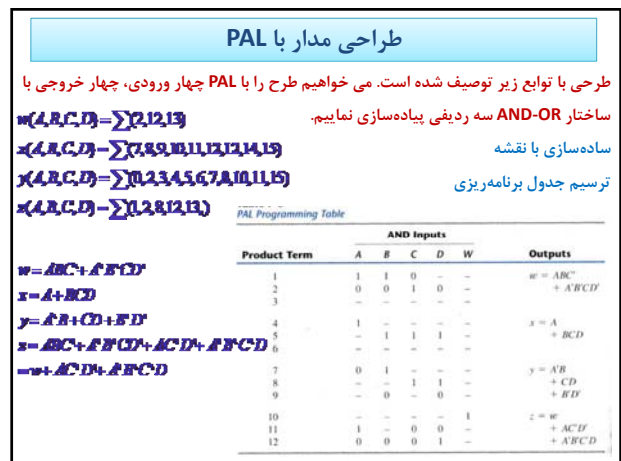 طراحی مدار با PAL
طرحی با توابع زیر توصیف شده است. می خواهیم طرح را با PAL چهار ورودی، چهار خروجی با
ساختار AND-OR سه ردیفی پیاده‌سازی نماییم.
w(A,B,C,D)=∑(2,12,13)
ساده‌سازی با نقشه
x(A,B,C,D)=∑(7,8,9,10,11,12,12,14,15)
ترسیم جدول برنامه‌ریزی
y(A,B,C,D)=∑(0,2,3,4,5,6,7,8,10,11,15)
z(A,B,C,D)=∑(1,2,8,12,13,)
w=ABC'+A'B'CD'
x=A+BCD
y=A'B+CD+B'D'
z=ABC'+A'B'CD'+AC'D'+A'B'C'D
=w+AC'D'+A'B'C'D
PAL Programming Table
AND Inputs
Product Term A B C D W Outputs
1 1 1 0 – – w = ABC'
2 0 0 1 0 – + A'B'CD'
3 – – – – –
4 1 – – – – x = A
5 – 1 1 1 – + BCD
6 – – – – –
7 0 1 – – – y = A'B
8 – – 1 1 – + CD
9 – 0 – 0 – + B'D'
10 – – – – 1 z = w
11 1 – 0 0 – + AC'D'
12 0 0 0 1 – + A'B'C'D